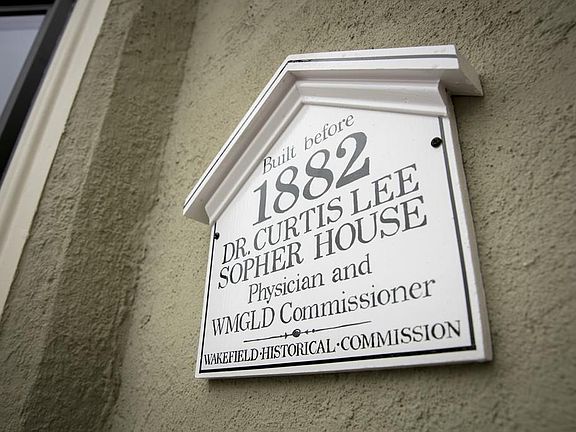 Built before
1882
DR. CURTIS LEE
SOPHER HOUSE
Physician and
WMGLD Commissioner
WAKEFIELD·HISTORICAL·COMMISSION